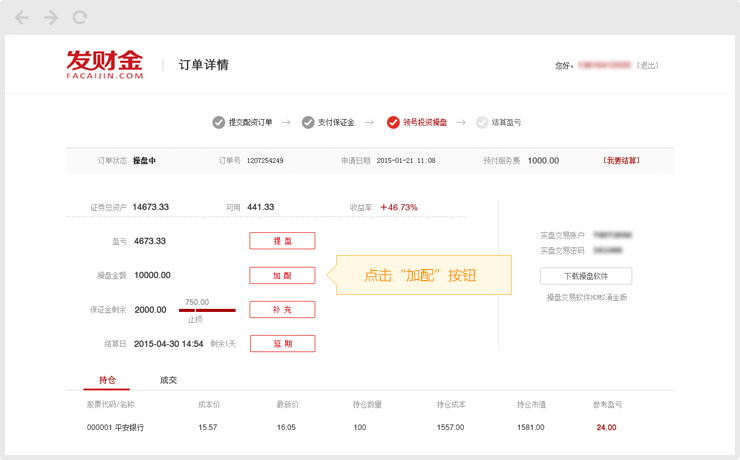 发财金 订单详情 您好， [退出]
FACAIJIN.COM
提交配资订单 支付保证金 领号投资操盘 结算盈亏
订单状态 操盘中 订单号 1207254249 申请日期 2015-01-21 11:08 预付服务费 1000.00 [我要结算]
证券总资产 14673.33 可用 441.33 收益率 +46.73%
盈亏 4673.33 提 盈
操盘金额 10000.00 加 配
点击“加配”按钮
保证金剩余 2000.00 750.00 补 充
止损
结算日 2015-04-30 14:54 剩余1天 延 期
实盘交易账户
实盘交易密码
下载操盘软件
操盘交易软件HOMS涌金版
持仓 成交
股票代码/名称 成本价 最新价 持仓数量 持仓成本 持仓市值 参考盈亏
000001 平安银行 15.57 16.05 100 1557.00 1581.00 24.00